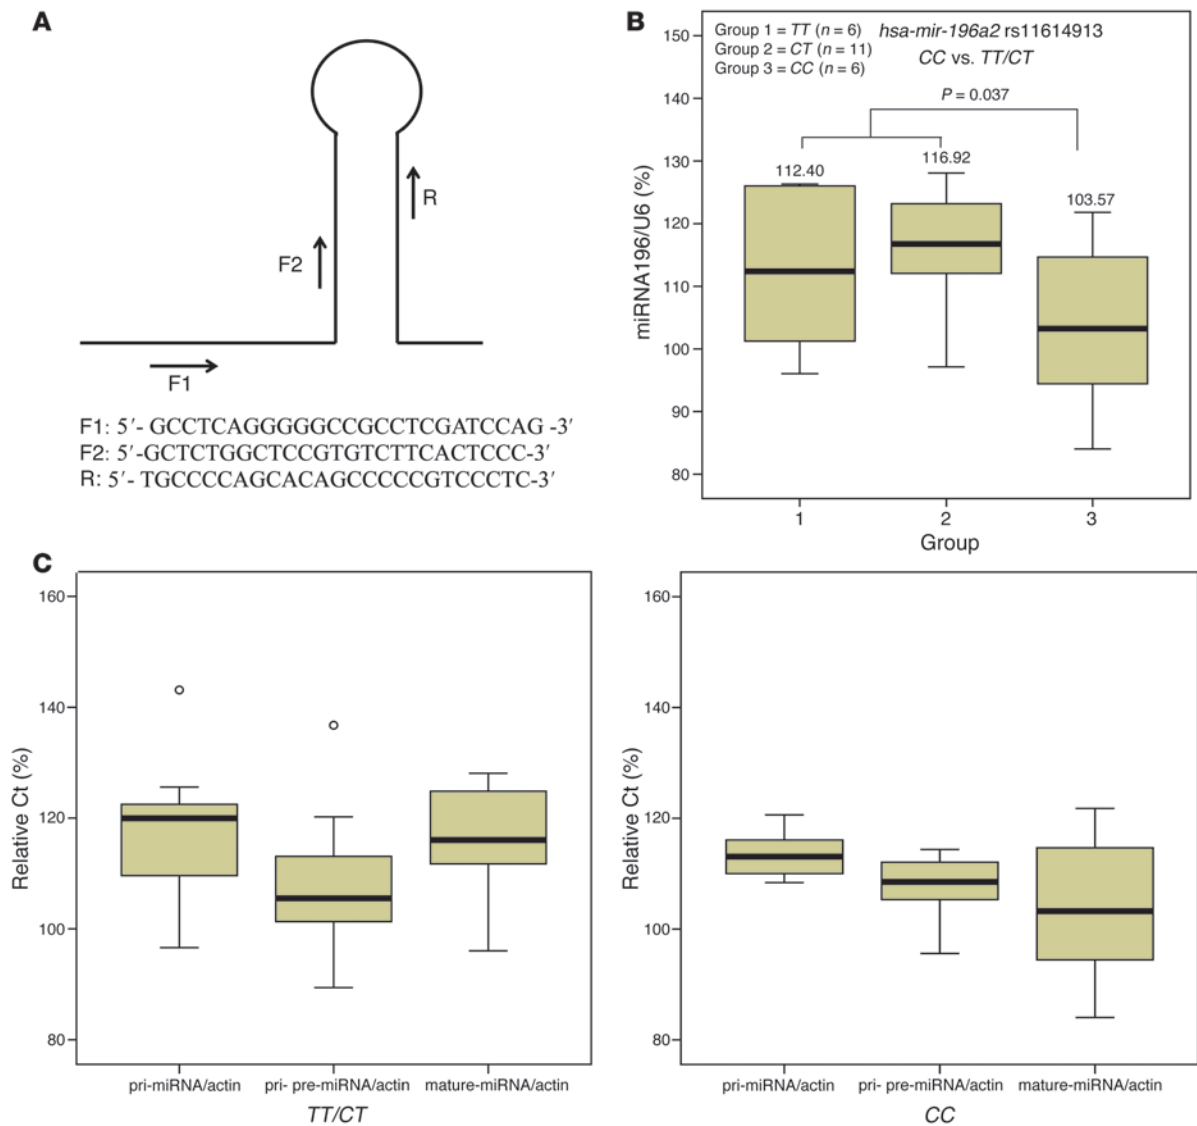 A
R
F2
F1
F1: 5′- GCCTCAGGGGGCCGCCTCGATCCAG -3′
F2: 5′-GCTCTGGCTCCGTGTCTTCACTCCC-3′
R: 5′- TGCCCCAGCACAGCCCCCGTCCCTC-3′
B
Group 1 = TT (n = 6)
Group 2 = CT (n = 11)
Group 3 = CC (n = 6)
hsa-mir-196a2 rs11614913
CC vs. TT/CT
P = 0.037
112.40
116.92
103.57
miRNA196/U6 (%)
150
140
130
120
110
100
90
80
1
2
3
Group
C
Relative Ct (%)
160
140
120
100
80
pri-miRNA/actin
pri- pre-miRNA/actin
mature-miRNA/actin
TT/CT
Relative Ct (%)
160
140
120
100
80
pri-miRNA/actin
pri- pre-miRNA/actin
mature-miRNA/actin
CC